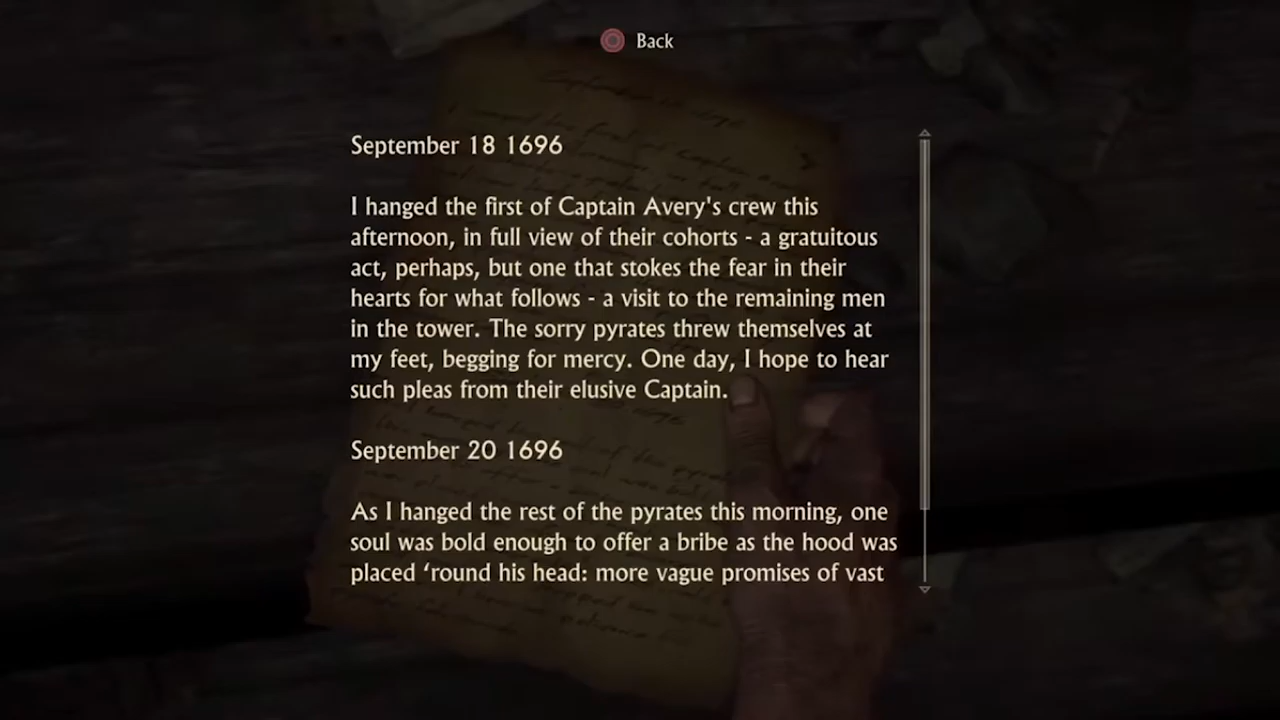 Back
September 18 1696
I hanged the first of Captain Avery's crew this
afternoon, in full view of their cohorts - a gratuitous
act, perhaps, but one that stokes the fear in their
hearts for what follows - a visit to the remaining men
in the tower. The sorry pyrates threw themselves at
my feet, begging for mercy. One day, I hope to hear
such pleas from their elusive Captain.
September 20 1696
As I hanged the rest of the pyrates this morning, one
soul was bold enough to offer a bribe as the hood was
placed ‘round his head: more vague promises of vast